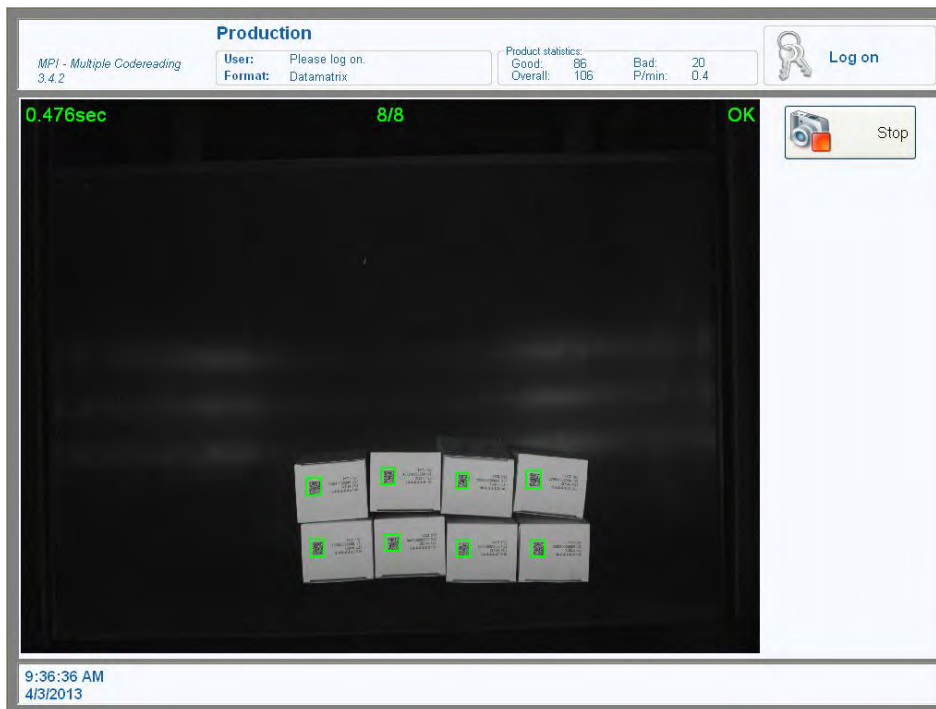 Production
MPI - Multiple Codereading
3.4.2
User: Please log on.
Format: Datamatrix
Product statistics:
Good: 86 Bad: 20
Overall: 106 P/min: 0.4
Log on
0.476sec 8/8 OK
Stop
9:36:36 AM
4/3/2013